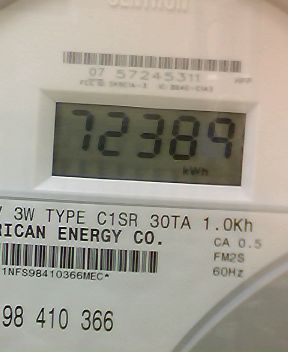 CENTRON
07 57245311
72389
kWh
V 3W TYPE C1SR 30TA 1.0Kh
RICAN ENERGY CO.
CA 0.5
FM2S
60Hz
1NFS98410366MEC*
98 410 366